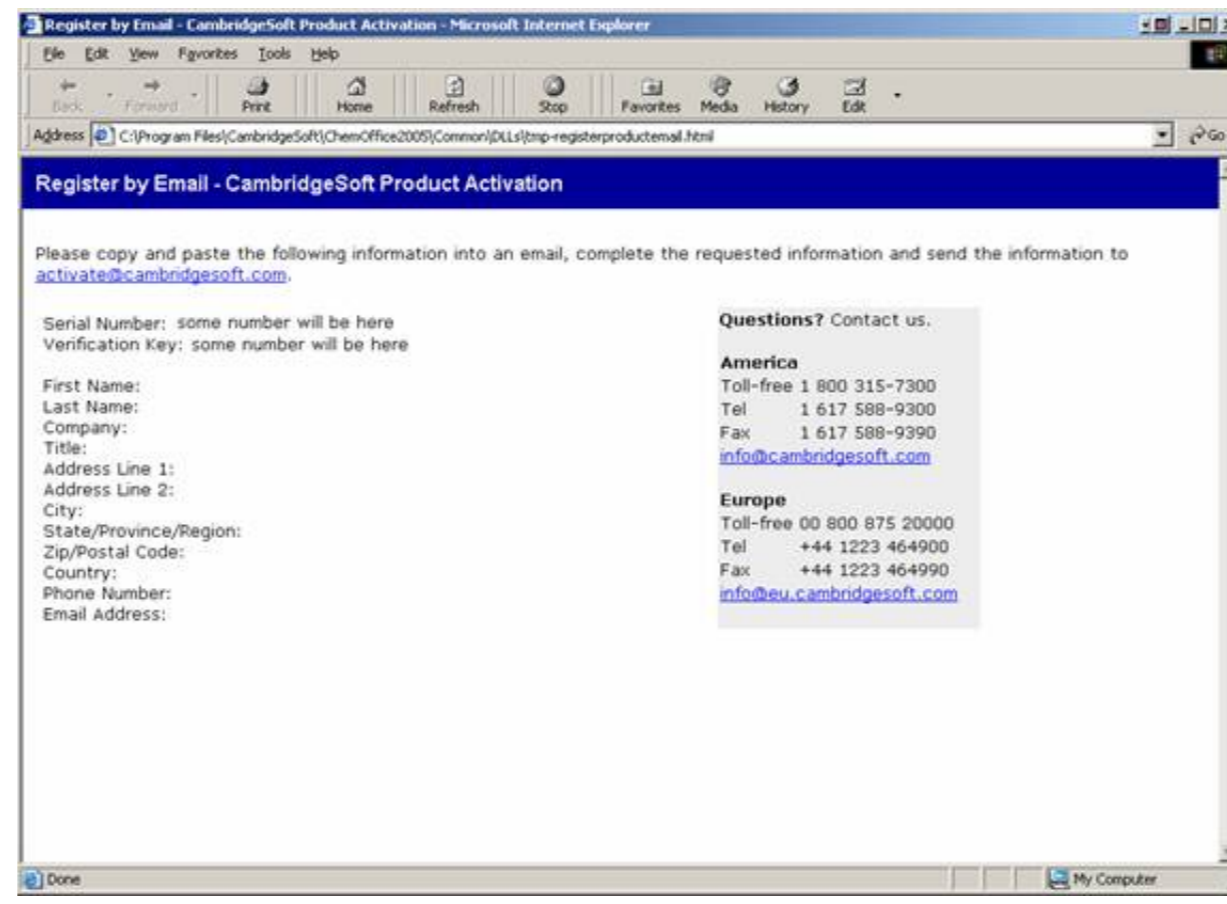 Register by Email - CambridgeSoft Product Activation - Microsoft Internet Explorer
File Edit View Favorites Tools Help
Back Forward Print Home Refresh Stop Favorites Media History Edit
Address C:\Program Files\CambridgeSoft\ChemOffice2005\Common\DLLs\tmp-registerproductemail.html Go
Register by Email - CambridgeSoft Product Activation
Please copy and paste the following information into an email, complete the requested information and send the information to
activate@cambridgesoft.com.
Serial Number: some number will be here
Verification Key: some number will be here
First Name:
Last Name:
Company:
Title:
Address Line 1:
Address Line 2:
City:
State/Province/Region:
Zip/Postal Code:
Country:
Phone Number:
Email Address:
Questions? Contact us.
America
Toll-free 1 800 315-7300
Tel 1 617 588-9300
Fax 1 617 588-9390
info@cambridgesoft.com
Europe
Toll-free 00 800 875 20000
Tel +44 1223 464900
Fax +44 1223 464990
info@eu.cambridgesoft.com
Done
My Computer